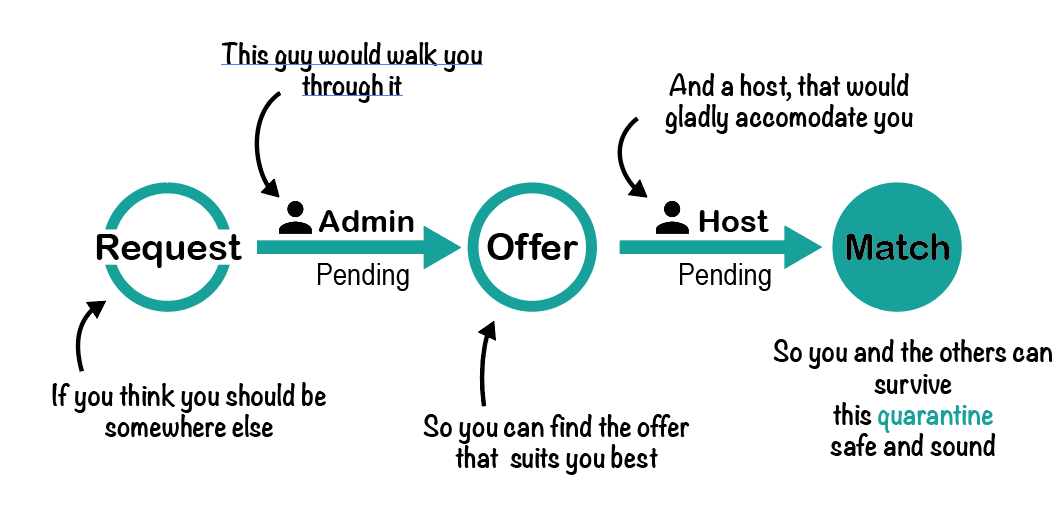 This guy would walk you
through it
And a host, that would
gladly accomodate you
Request
Admin
Pending
Offer
Host
Pending
Match
If you think you should be
somewhere else
So you can find the offer
that suits you best
So you and the others can
survive
this quarantine
safe and sound